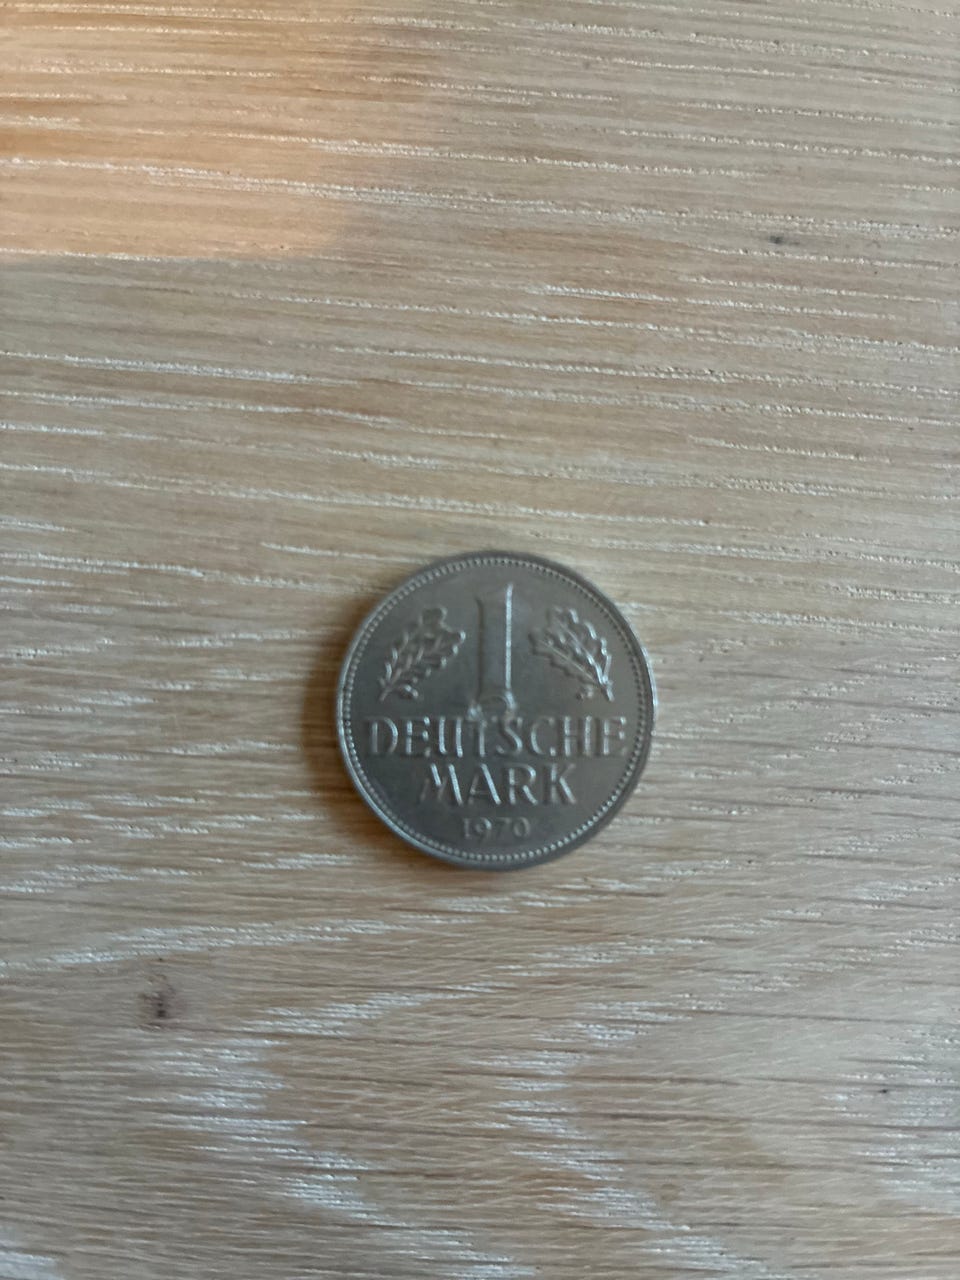 1
DEUTSCHE
MARK
1970